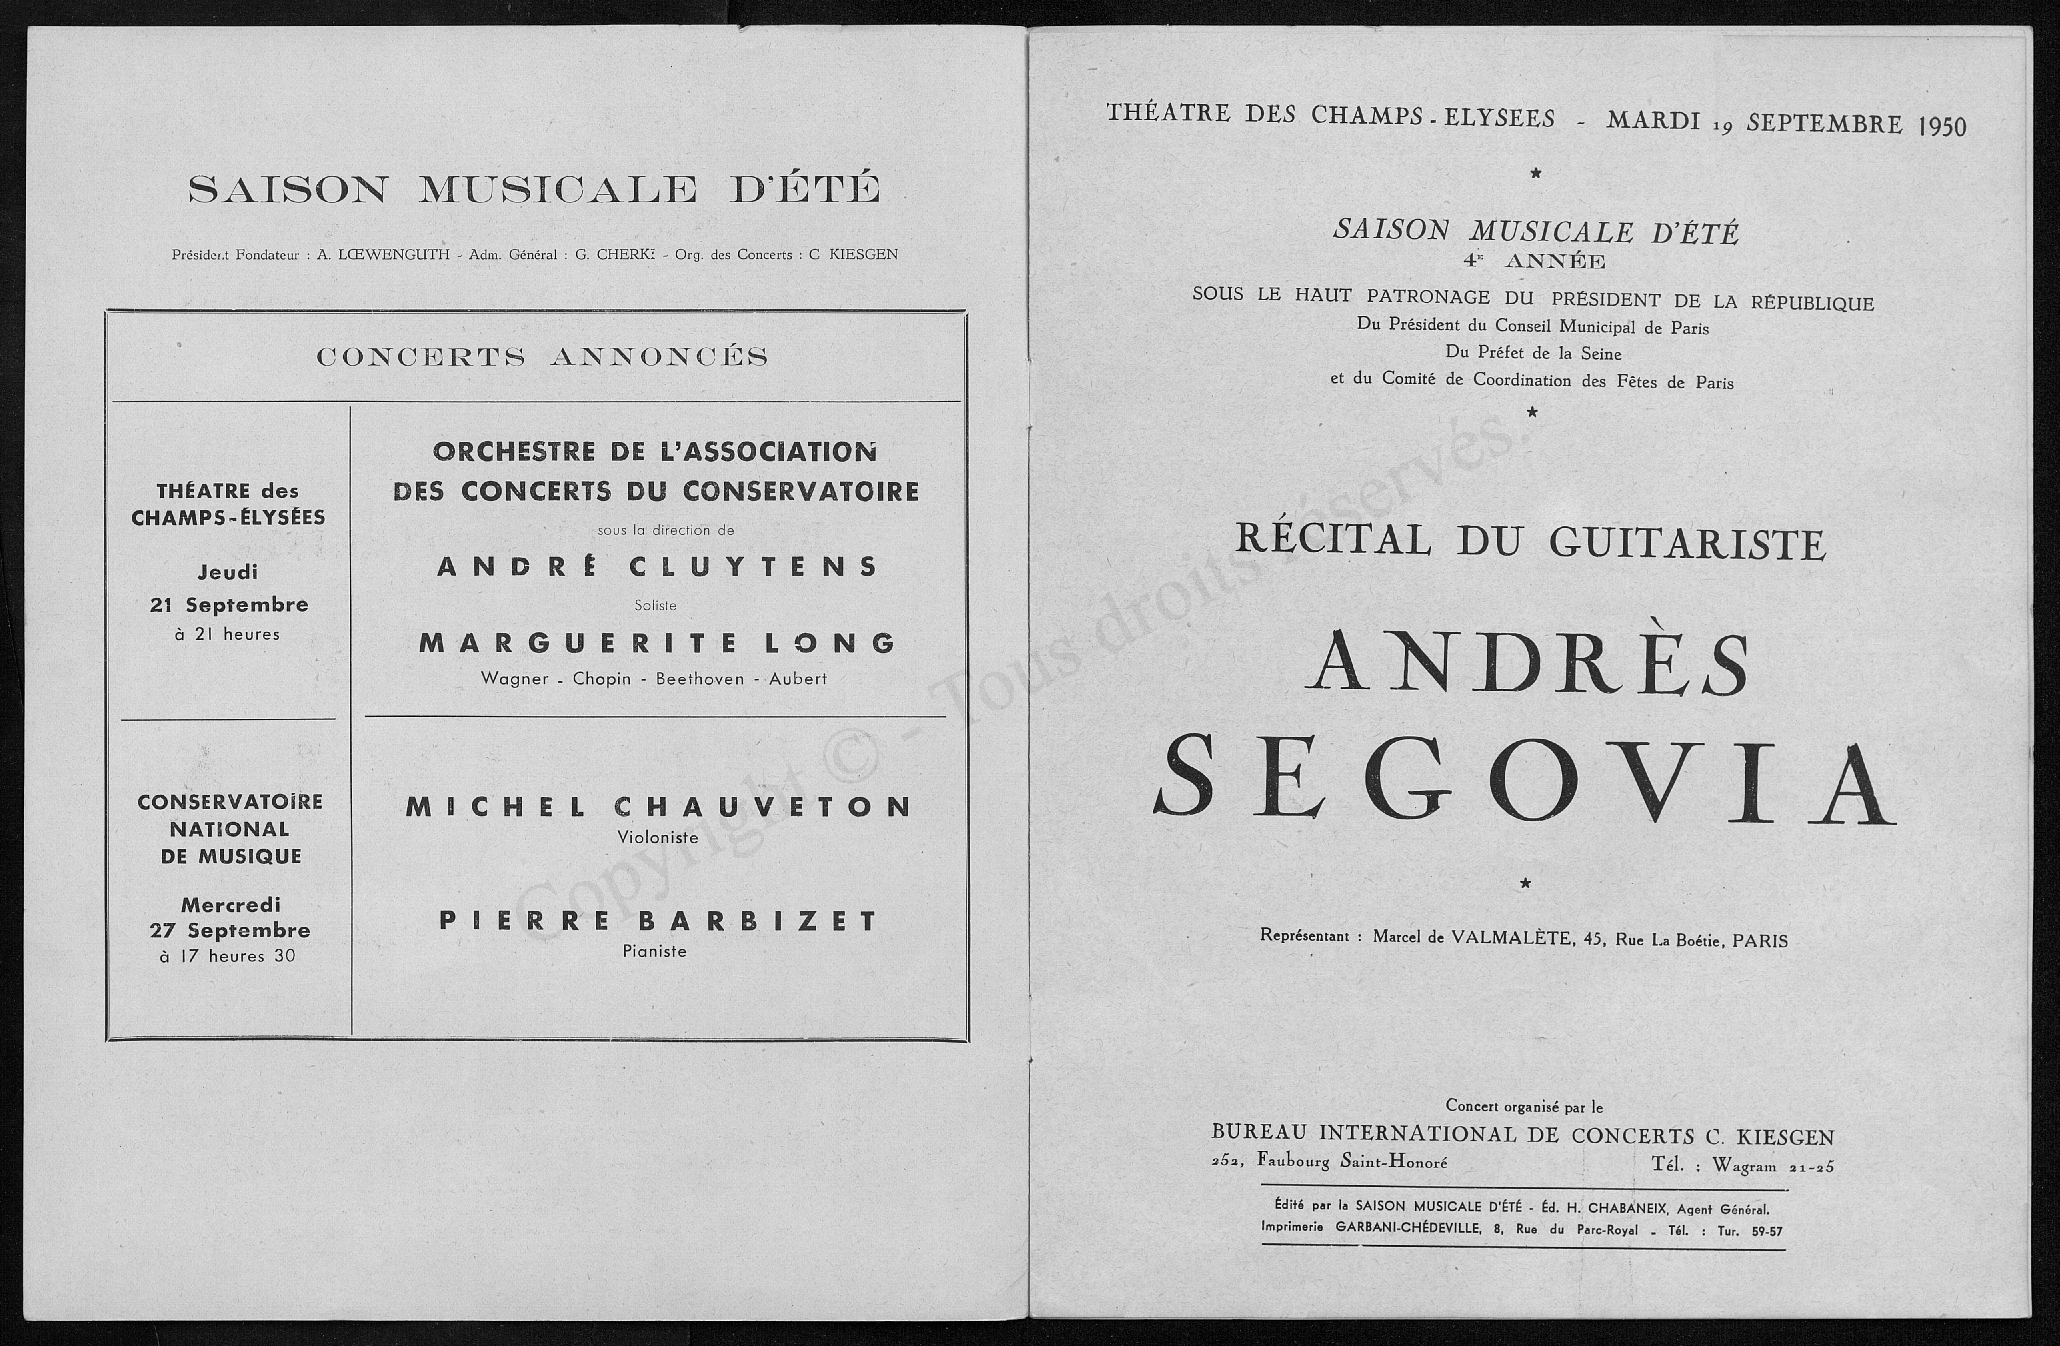 SAISON MUSICALE D'ÉTÉ
Président Fondateur : A. LŒWENGUTH - Adm. Général : G. CHERKI - Org. des Concerts : C KIESGEN
CONCERTS ANNONCÉS
THÉATRE des
CHAMPS-ÉLYSÉES
Jeudi
21 Septembre
à 21 heures
ORCHESTRE DE L'ASSOCIATION
DES CONCERTS DU CONSERVATOIRE
sous la direction de
ANDRÉ CLUYTENS
Soliste
MARGUERITE LONG
Wagner - Chopin - Beethoven - Aubert
CONSERVATOIRE
NATIONAL
DE MUSIQUE
Mercredi
27 Septembre
à 17 heures 30
MICHEL CHAUVETON
Violoniste
PIERRE BARBIZET
Pianiste
THÉATRE DES CHAMPS-ELYSEES - MARDI 19 SEPTEMBRE 1950
★
SAISON MUSICALE D'ÉTÉ
4e ANNÉE
SOUS LE HAUT PATRONAGE DU PRÉSIDENT DE LA RÉPUBLIQUE
Du Président du Conseil Municipal de Paris
Du Préfet de la Seine
et du Comité de Coordination des Fêtes de Paris
★
RÉCITAL DU GUITARISTE
ANDRÈS
SEGOVIA
★
Représentant : Marcel de VALMALÈTE, 45, Rue La Boétie, PARIS
Concert organisé par le
BUREAU INTERNATIONAL DE CONCERTS C. KIESGEN
252, Faubourg Saint-Honoré Tél. : Wagram 21-25
Édité par la SAISON MUSICALE D'ÉTÉ - Éd. H. CHABANEIX, Agent Général.
Imprimerie GARBANI-CHÉDEVILLE, 8, Rue du Parc-Royal - Tél. : Tur. 59-57
Copyright © - Tous droits réservés.